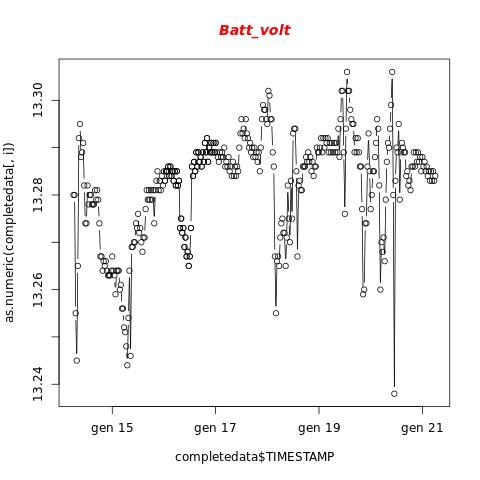 Batt_volt
as.numeric(completedata[, i])
13.30
13.28
13.26
13.24
gen 15
gen 17
gen 19
gen 21
completedata$TIMESTAMP